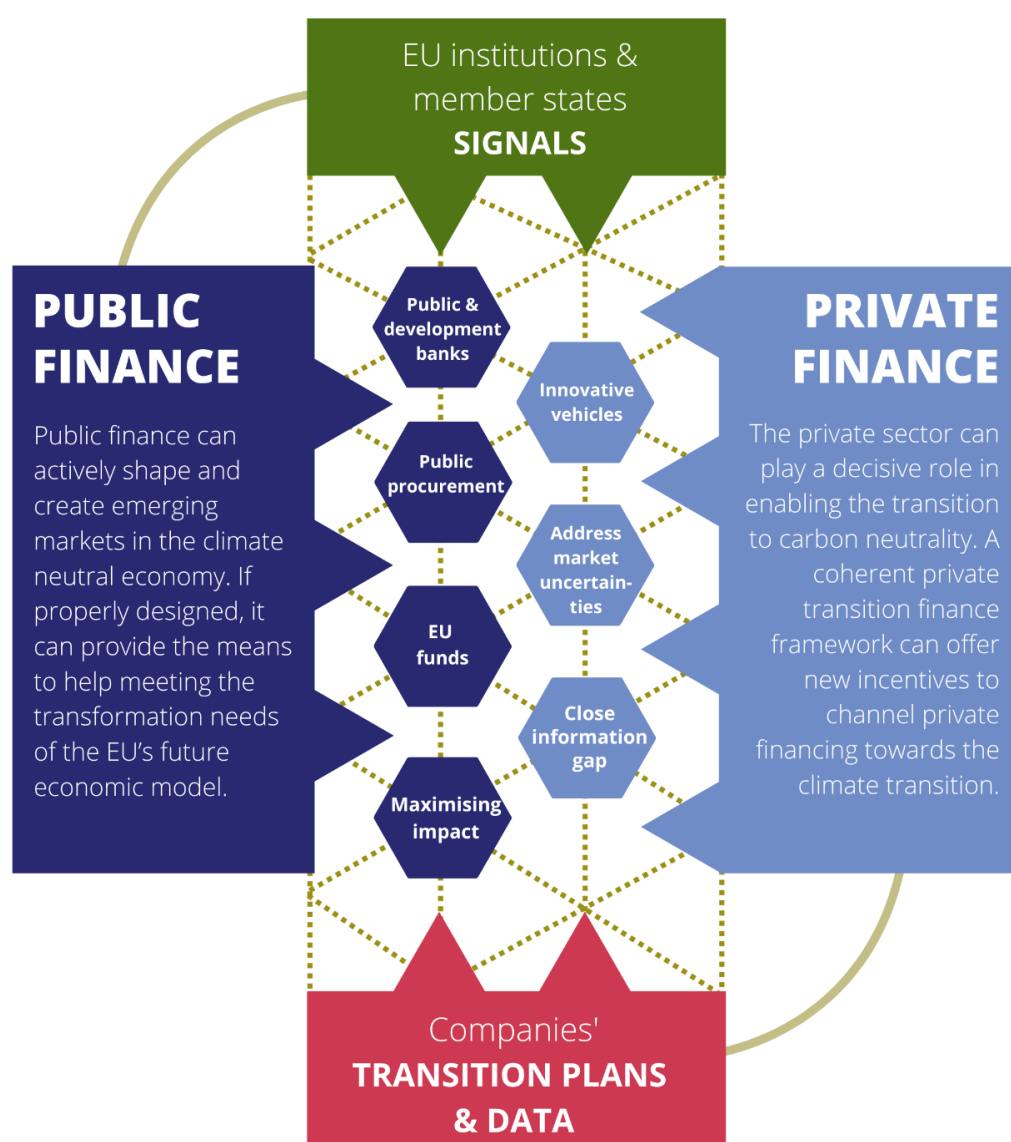 EU institutions &
member states
SIGNALS
PUBLIC
FINANCE
Public finance can
actively shape and
create emerging
markets in the climate
neutral economy. If
properly designed, it
can provide the means
to help meeting the
transformation needs
of the EU’s future
economic model.
Public &
development
banks
Public
procurement
EU
funds
Maximising
impact
Innovative
vehicles
Address
market
uncertain-
ties
Close
information
gap
PRIVATE
FINANCE
The private sector can
play a decisive role in
enabling the transition
to carbon neutrality. A
coherent private
transition finance
framework can offer
new incentives to
channel private
financing towards the
climate transition.
Companies'
TRANSITION PLANS
& DATA